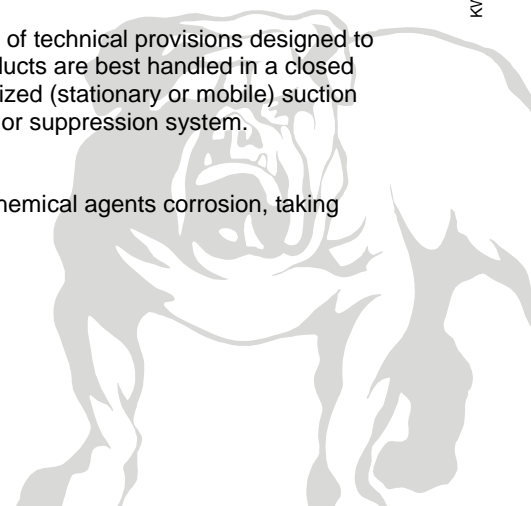 of technical provisions designed to
ducts are best handled in a closed
ized (stationary or mobile) suction
or suppression system.
hemical agents corrosion, taking
KV